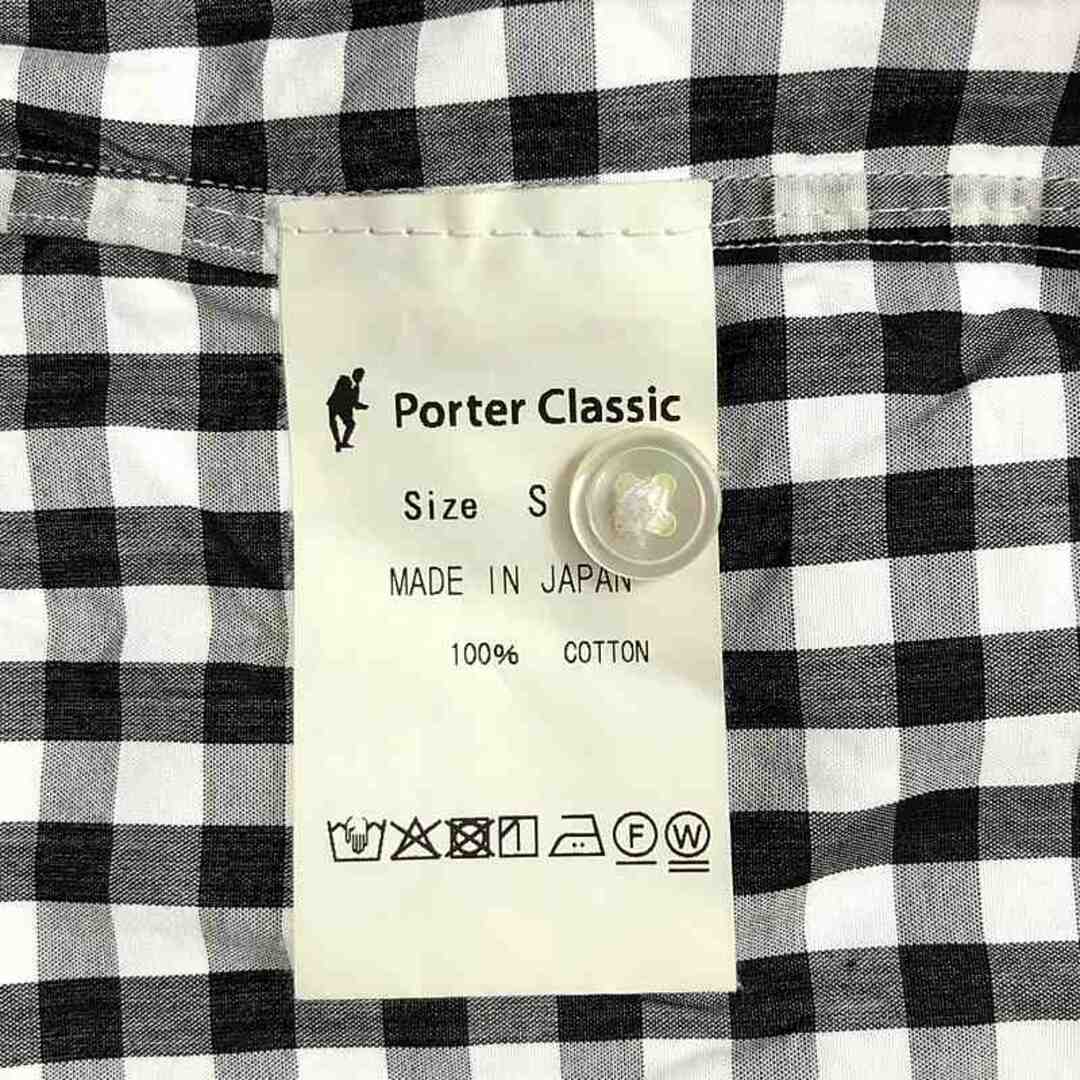 Porter Classic
Size S
MADE IN JAPAN
100% COTTON
F W